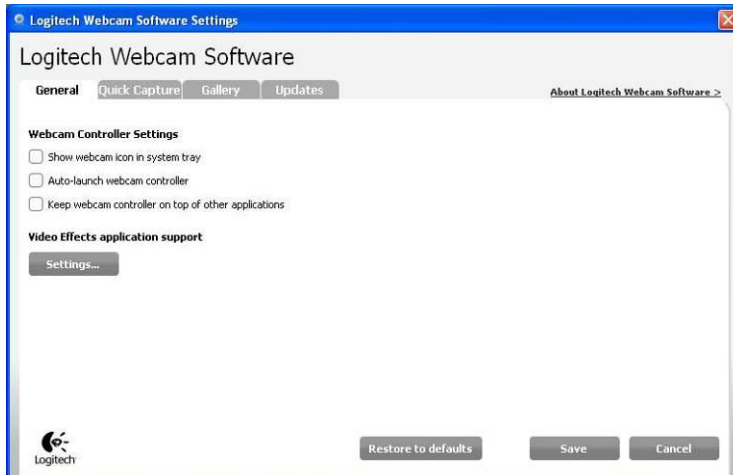 Logitech Webcam Software Settings
Logitech Webcam Software
General Quick Capture Gallery Updates About Logitech Webcam Software >
Webcam Controller Settings
Show webcam icon in system tray
Auto-launch webcam controller
Keep webcam controller on top of other applications
Video Effects application support
Settings...
Logitech
Restore to defaults Save Cancel